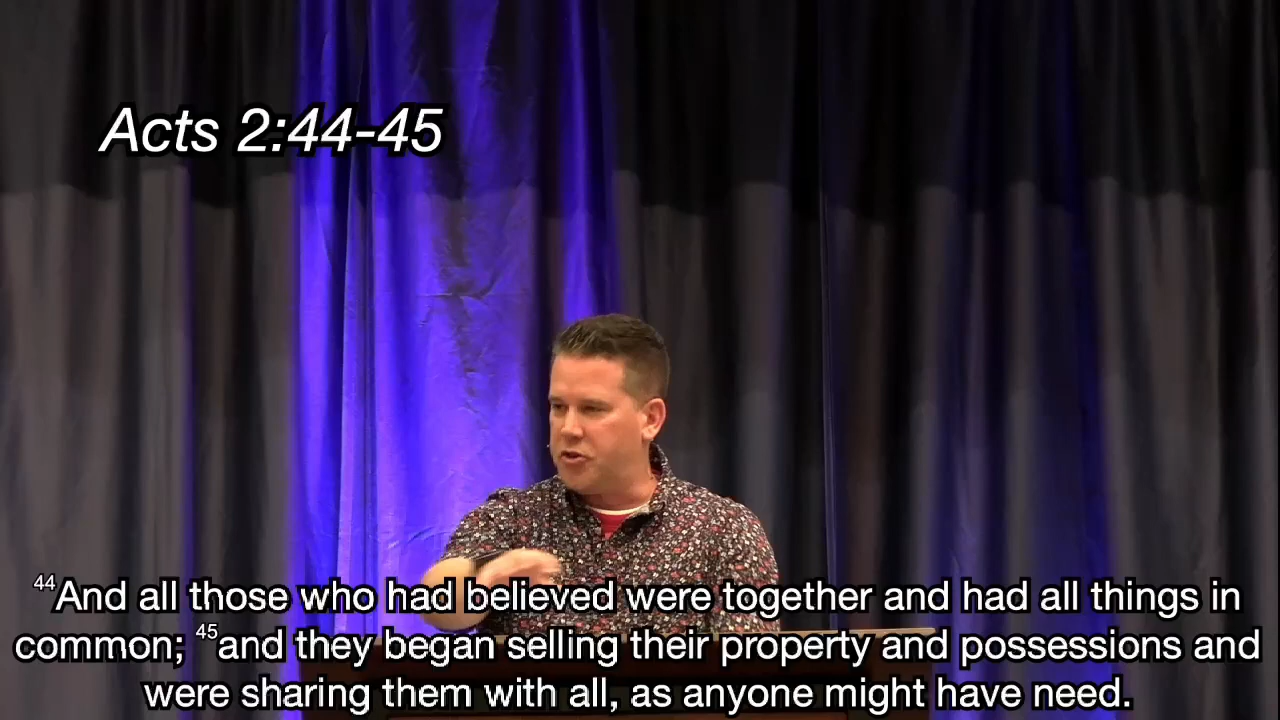 Acts 2:44-45
44And all those who had believed were together and had all things in
common; 45and they began selling their property and possessions and
were sharing them with all, as anyone might have need.